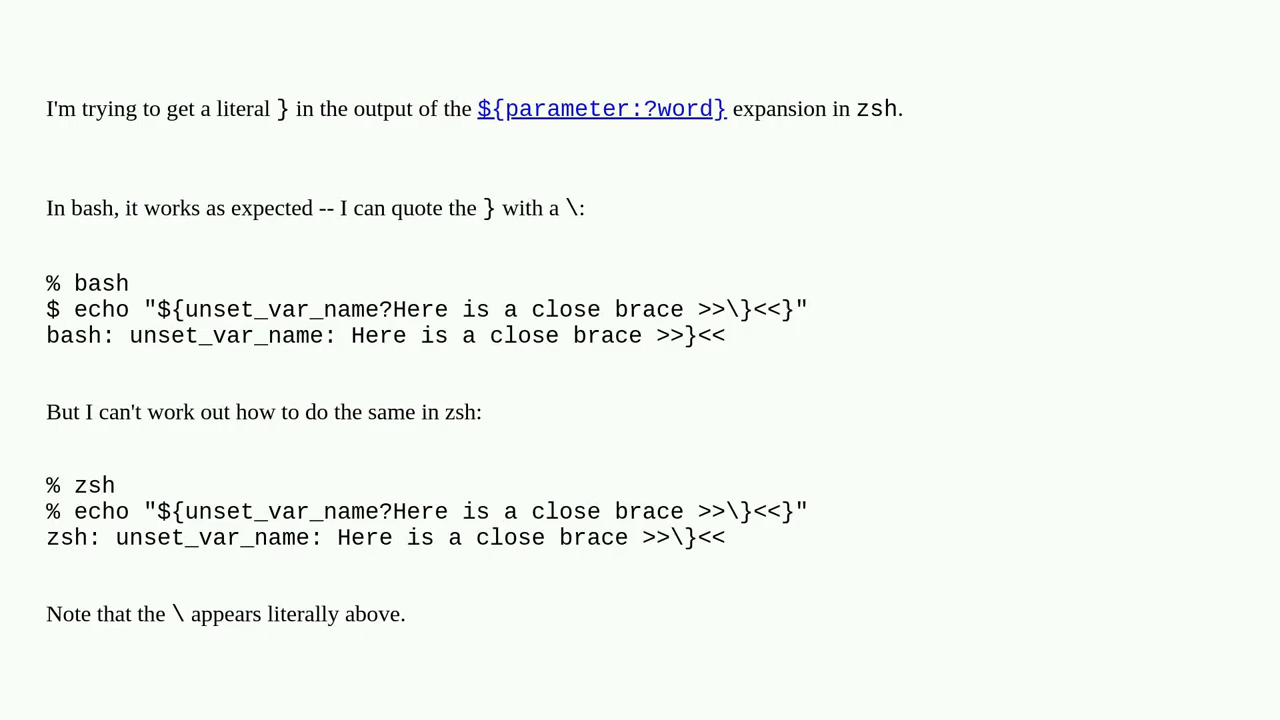 I'm trying to get a literal } in the output of the ${parameter:?word} expansion in zsh.
In bash, it works as expected -- I can quote the } with a \:
% bash
$ echo "${unset_var_name?Here is a close brace >>\}<<}"
bash: unset_var_name: Here is a close brace >>}<<
But I can't work out how to do the same in zsh:
% zsh
% echo "${unset_var_name?Here is a close brace >>\}<<}"
zsh: unset_var_name: Here is a close brace >>\}<<
Note that the \ appears literally above.